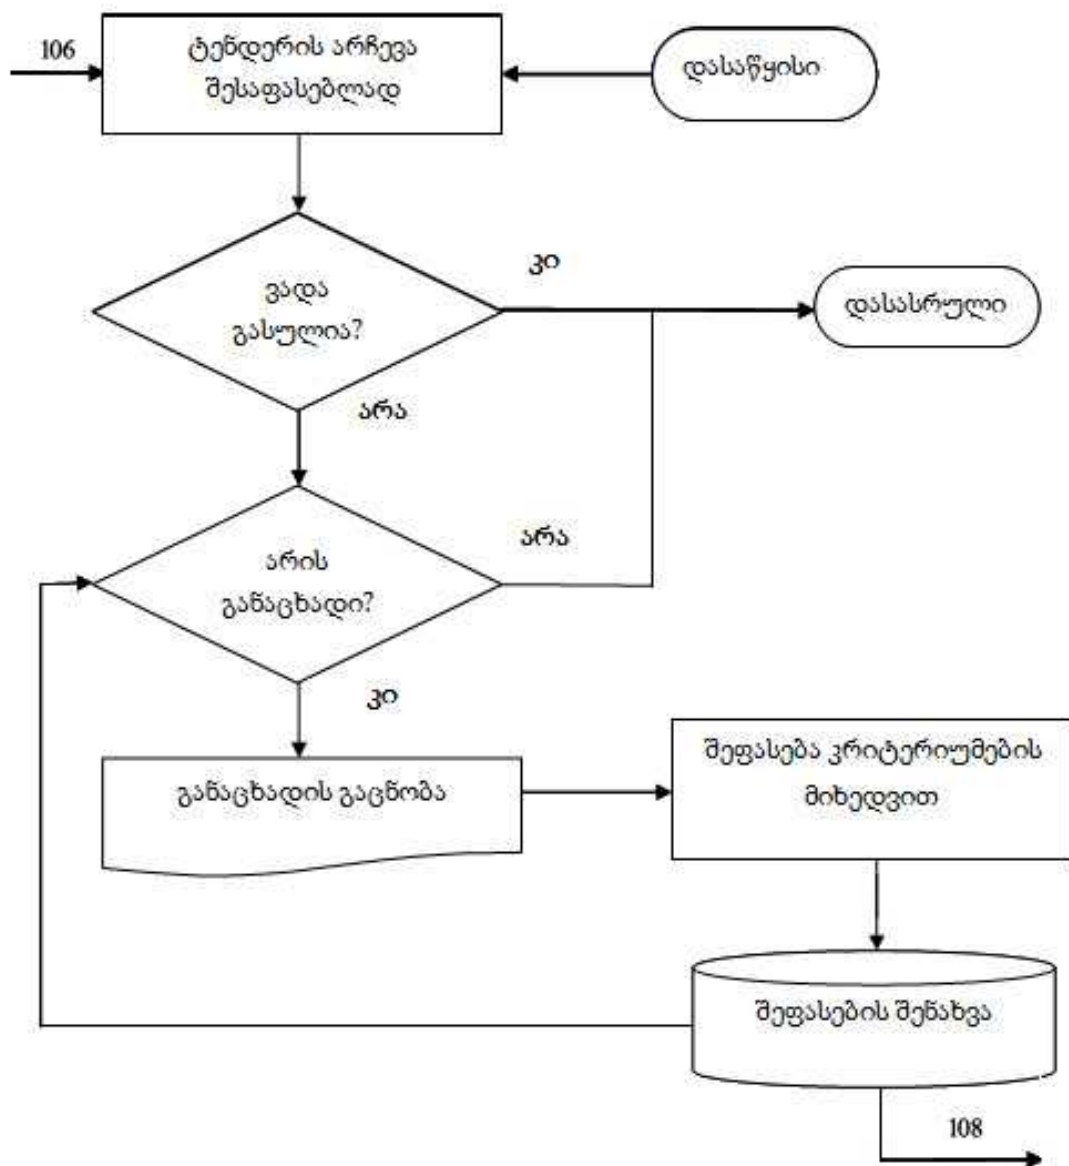 106
ტენდერის არჩევა
შესაფასებლად
დასაწყისი
ვადა
გასულია?
კი
დასასრული
არა
არის
განაცხადი?
არა
კი
განაცხადის გაცნობა
შეფასება კრიტერიუმების
მიხედვით
შეფასების შენახვა
108